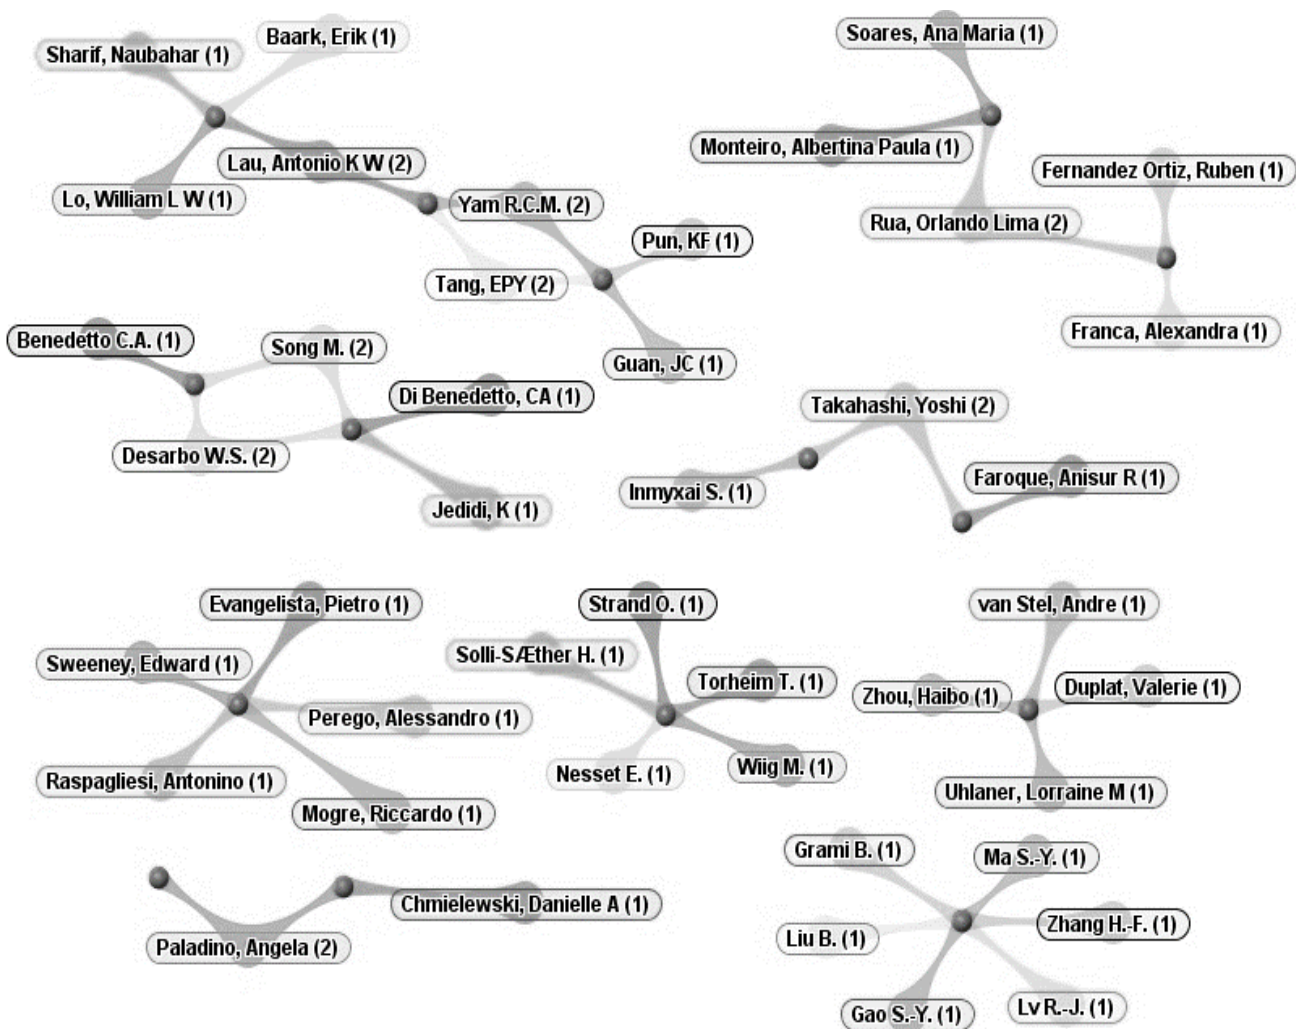 Baark, Erik (1)
Sharif, Naubahar (1)
Lau, Antonio K W (2)
Lo, William L W (1)
Yam R.C.M. (2)
Pun, KF (1)
Tang, EPY (2)
Guan, JC (1)
Soares, Ana Maria (1)
Monteiro, Albertina Paula (1)
Fernandez Ortiz, Ruben (1)
Rua, Orlando Lima (2)
Franca, Alexandra (1)
Benedetto C.A. (1)
Song M. (2)
Di Benedetto, CA (1)
Desarbo W.S. (2)
Jedidi, K (1)
Takahashi, Yoshi (2)
Inmyxai S. (1)
Faroque, Anisur R (1)
Evangelista, Pietro (1)
Sweeney, Edward (1)
Perego, Alessandro (1)
Raspagliesi, Antonino (1)
Mogre, Riccardo (1)
Strand O. (1)
Solli-SÆther H. (1)
Torheim T. (1)
Nesset E. (1)
Wiig M. (1)
van Stel, Andre (1)
Zhou, Haibo (1)
Duplat, Valerie (1)
Uhlaner, Lorraine M (1)
Chmielewski, Danielle A (1)
Paladino, Angela (2)
Grami B. (1)
Ma S.-Y. (1)
Liu B. (1)
Zhang H.-F. (1)
Gao S.-Y. (1)
Lv R.-J. (1)